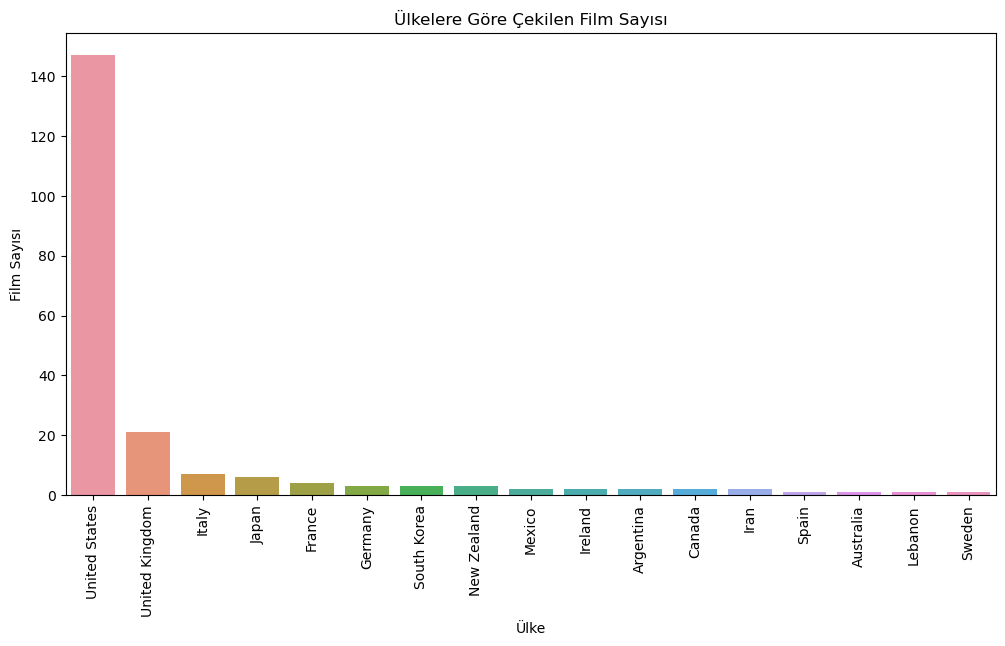 Ülkelere Göre Çekilen Film Sayısı
Film Sayısı
140
120
100
80
60
40
20
0
United States
United Kingdom
Italy
Japan
France
Germany
South Korea
New Zealand
Mexico
Ireland
Argentina
Canada
Iran
Spain
Australia
Lebanon
Sweden
Ülke